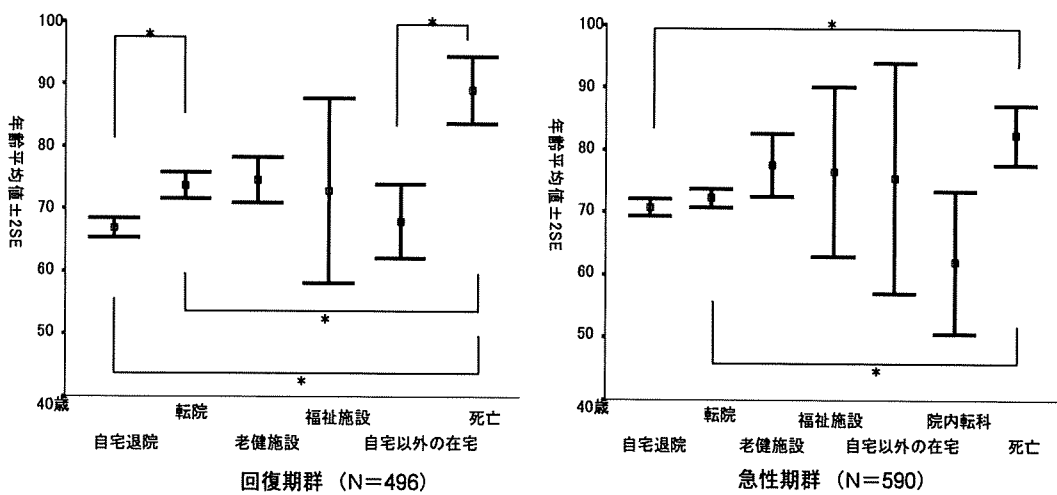 100
90
80
70
60
50
40歳
年齢平均値±2SE
*
*
*
*
転院
福祉施設
死亡
自宅退院
老健施設
自宅以外の在宅
回復期群 (N=496)
100
90
80
70
60
50
40歳
年齢平均値±2SE
*
*
転院
福祉施設
院内転科
自宅退院
老健施設
自宅以外の在宅
死亡
急性期群 (N=590)